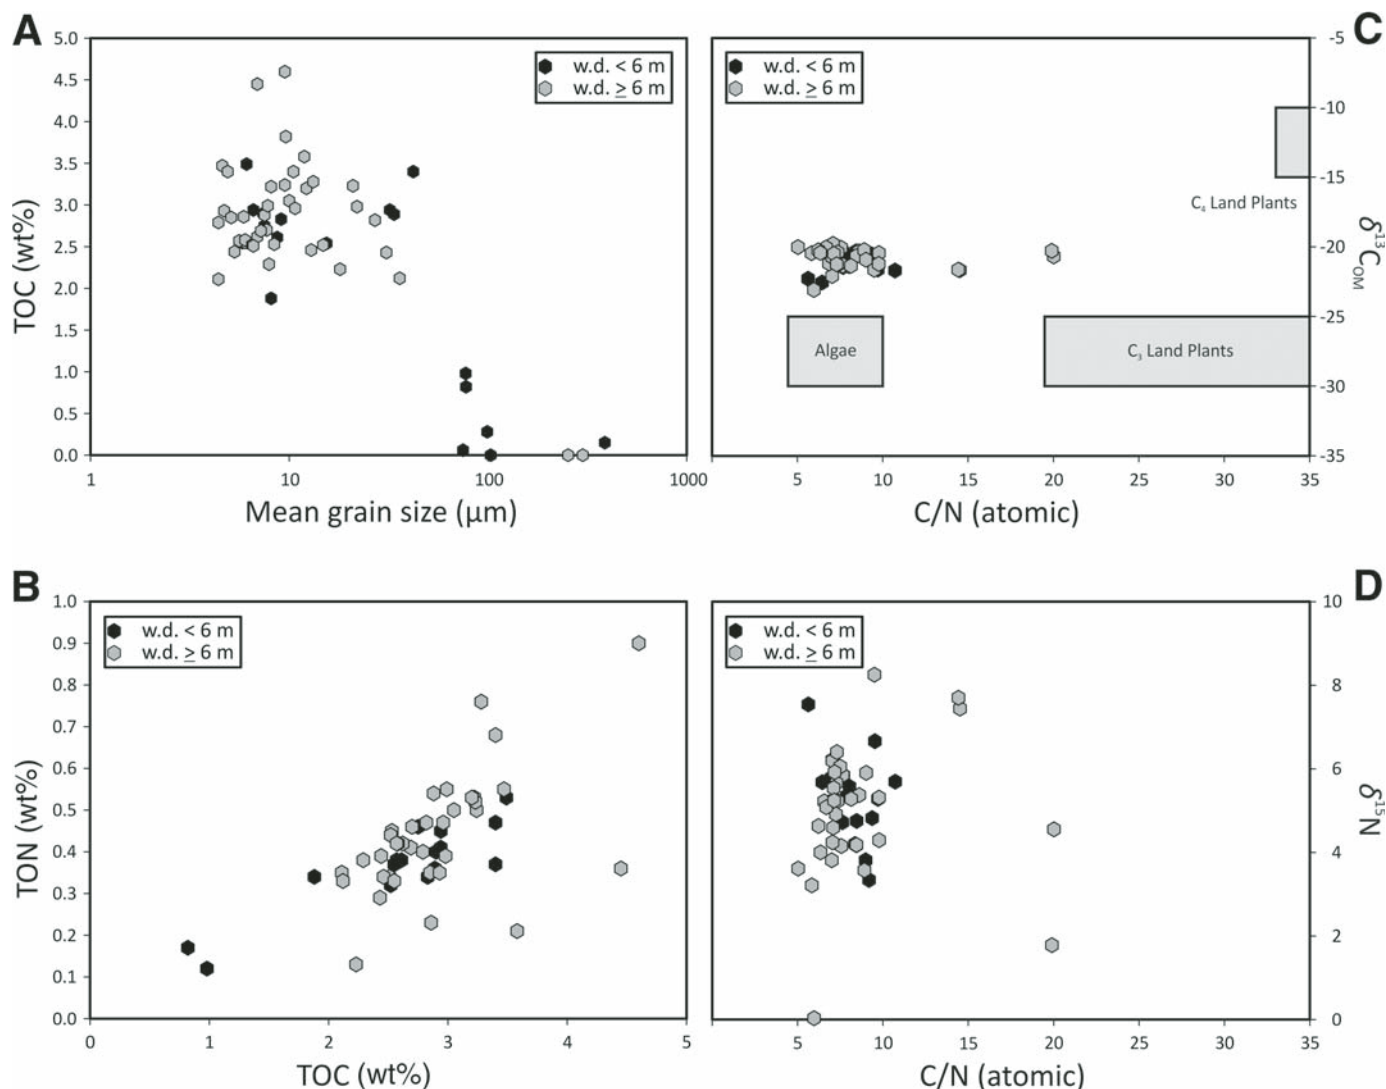 A
5.0
4.5
4.0
3.5
3.0
2.5
2.0
1.5
1.0
0.5
0.0
TOC (wt%)
w.d. < 6 m
w.d. ≥ 6 m
1 10 100 1000
Mean grain size (μm)
C
w.d. < 6 m
w.d. ≥ 6 m
-5
-10
-15
-20
-25
-30
-35
δ¹³C_OM
C₄ Land Plants
Algae
C₃ Land Plants
5 10 15 20 25 30 35
C/N (atomic)
B
1.0
0.9
0.8
0.7
0.6
0.5
0.4
0.3
0.2
0.1
0.0
TON (wt%)
w.d. < 6 m
w.d. ≥ 6 m
0 1 2 3 4 5
TOC (wt%)
D
w.d. < 6 m
w.d. ≥ 6 m
10
8
6
4
2
0
δ¹⁵N
5 10 15 20 25 30 35
C/N (atomic)